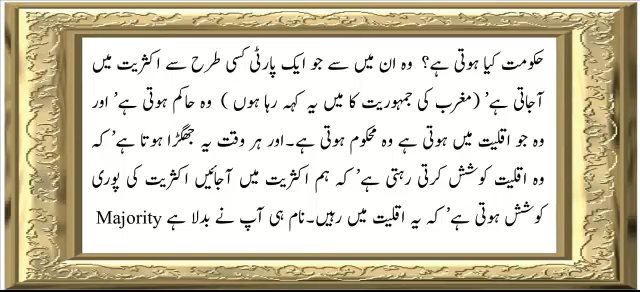 حکومت کیا ہوتی ہے؟ وہ ان میں سے جو ایک پارٹی کسی طرح سے اکثریت میں
آجاتی ہے’ (مغرب کی جمہوریت کا میں یہ کہہ رہا ہوں ) وہ حاکم ہوتی ہے’ اور
وہ جو اقلیت میں ہوتی ہے وہ محکوم ہوتی ہے۔اور ہر وقت یہ جھگڑا ہوتا ہے’ کہ
وہ اقلیت کوشش کرتی رہتی ہے’ کہ ہم اکثریت میں آجائیں اکثریت کی پوری
کوشش ہوتی ہے’ کہ یہ اقلیت میں رہیں۔نام ہی آپ نے بدلا ہے Majority